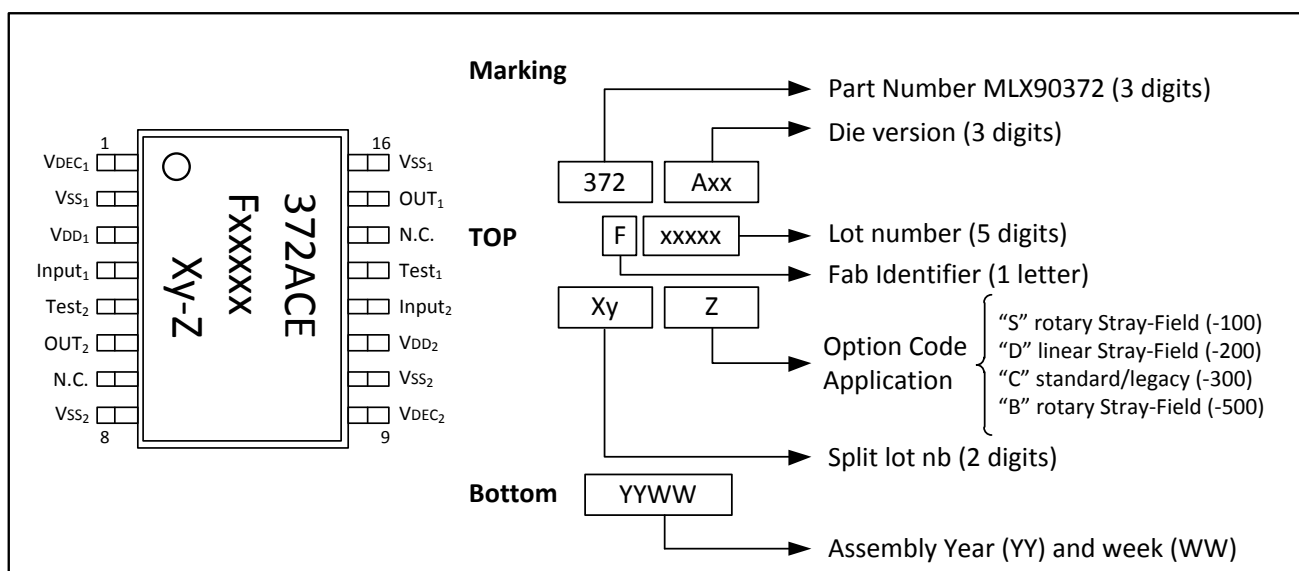 Marking
Part Number MLX90372 (3 digits)
Die version (3 digits)
372 Axx
TOP
F xxxxx
Lot number (5 digits)
Fab Identifier (1 letter)
Xy Z
Option Code
Application
“S” rotary Stray-Field (-100)
“D” linear Stray-Field (-200)
“C” standard/legacy (-300)
“B” rotary Stray-Field (-500)
Split lot nb (2 digits)
Bottom
YYWW
Assembly Year (YY) and week (WW)
1
16
VDEC1
VSS1
VSS1
OUT1
VDD1
N.C.
Input1
Test1
Test2
Input2
OUT2
VDD2
N.C.
VSS2
VSS2
VDEC2
8
9
372ACE
Fxxxxx
Xy-Z